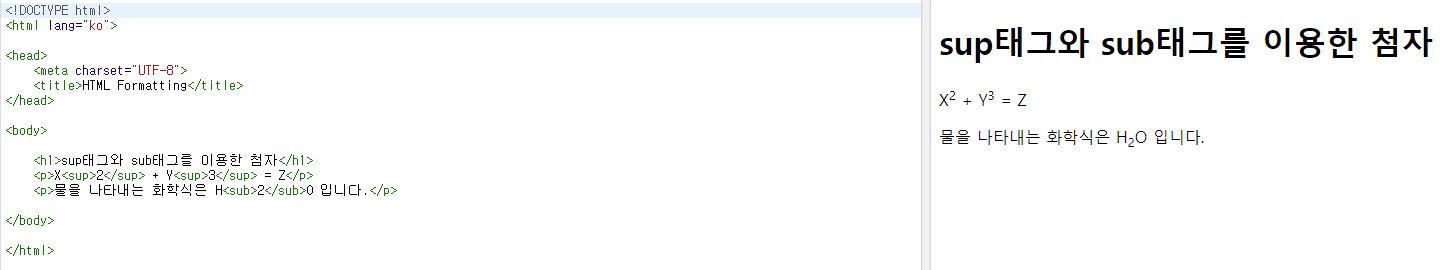 <!DOCTYPE html>
<html lang="ko">
<head>
<meta charset="UTF-8">
<title>HTML Formatting</title>
</head>
<body>
<h1>sup태그와 sub태그를 이용한 첨자</h1>
<p>X<sup>2</sup> + Y<sup>3</sup> = Z</p>
<p>물을 나타내는 화학식은 H<sub>2</sub>O 입니다.</p>
</body>
</html>
sup태그와 sub태그를 이용한 첨자
X² + Y³ = Z
물을 나타내는 화학식은 H₂O 입니다.